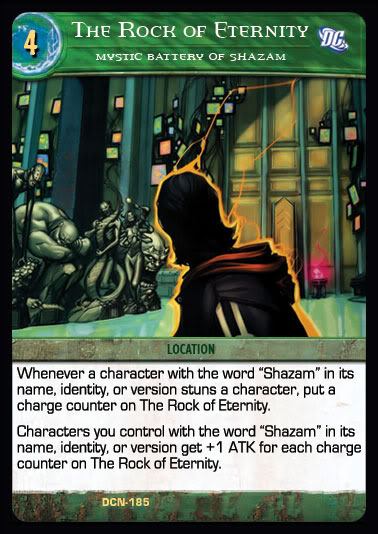 4
The Rock of Eternity
DC
Mystic Battery of Shazam
LOCATION
Whenever a character with the word “Shazam” in its
name, identity, or version stuns a character, put a
charge counter on The Rock of Eternity.
Characters you control with the word “Shazam” in its
name, identity, or version get +1 ATK for each charge
counter on The Rock of Eternity.
DCN-185